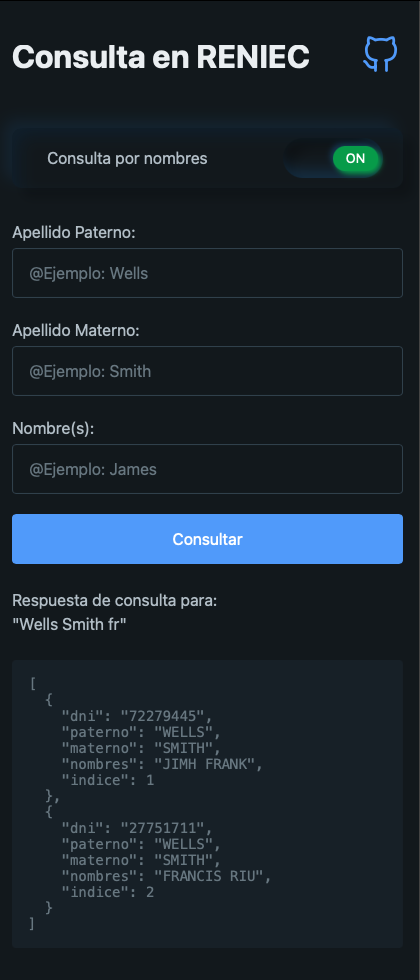 Consulta en RENIEC
Consulta por nombres
ON
Apellido Paterno:
@Ejemplo: Wells
Apellido Materno:
@Ejemplo: Smith
Nombre(s):
@Ejemplo: James
Consultar
Respuesta de consulta para:
"Wells Smith fr"
[
{
"dni": "72279445",
"paterno": "WELLS",
"materno": "SMITH",
"nombres": "JIMH FRANK",
"indice": 1
},
{
"dni": "27751711",
"paterno": "WELLS",
"materno": "SMITH",
"nombres": "FRANCIS RIU",
"indice": 2
}
]